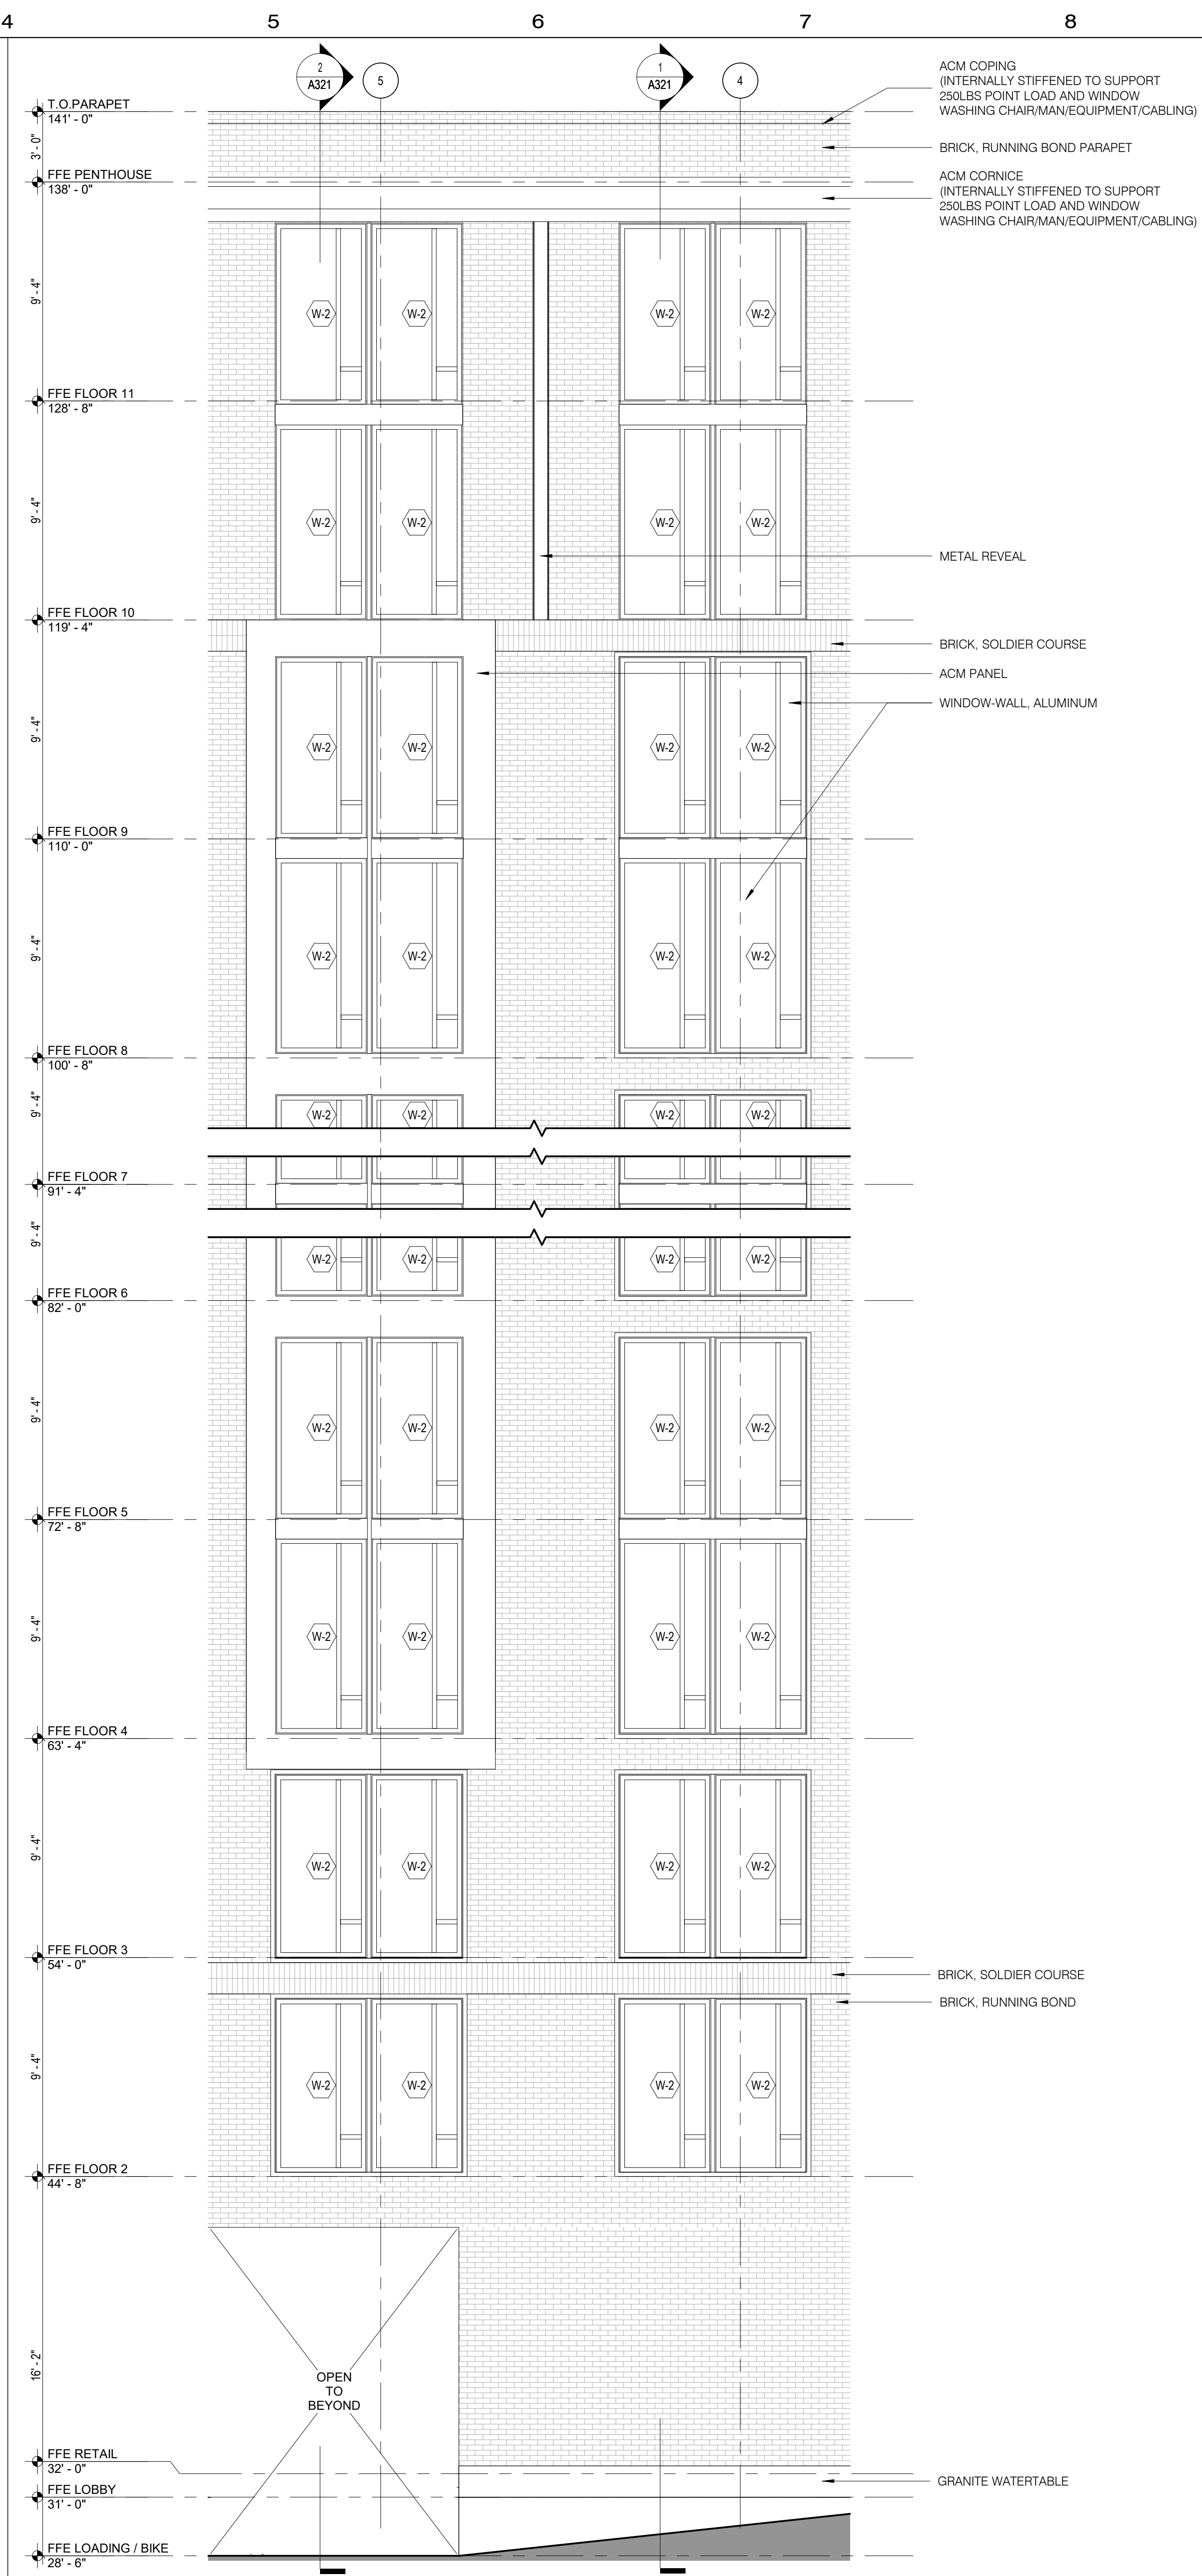 4
5
6
7
8
2
A321
5
1
A321
4
ACM COPING
(INTERNALLY STIFFENED TO SUPPORT
250LBS POINT LOAD AND WINDOW
WASHING CHAIR/MAN/EQUIPMENT/CABLING)
T.O.PARAPET
141' - 0"
3' - 0"
BRICK, RUNNING BOND PARAPET
FFE PENTHOUSE
138' - 0"
ACM CORNICE
(INTERNALLY STIFFENED TO SUPPORT
250LBS POINT LOAD AND WINDOW
WASHING CHAIR/MAN/EQUIPMENT/CABLING)
9' - 4"
W-2
W-2
W-2
W-2
FFE FLOOR 11
128' - 8"
9' - 4"
W-2
W-2
W-2
W-2
METAL REVEAL
FFE FLOOR 10
119' - 4"
BRICK, SOLDIER COURSE
ACM PANEL
WINDOW-WALL, ALUMINUM
9' - 4"
W-2
W-2
W-2
W-2
FFE FLOOR 9
110' - 0"
9' - 4"
W-2
W-2
W-2
W-2
FFE FLOOR 8
100' - 8"
9' - 4"
W-2
W-2
W-2
W-2
FFE FLOOR 7
91' - 4"
9' - 4"
W-2
W-2
W-2
W-2
FFE FLOOR 6
82' - 0"
9' - 4"
W-2
W-2
W-2
W-2
FFE FLOOR 5
72' - 8"
9' - 4"
W-2
W-2
W-2
W-2
FFE FLOOR 4
63' - 4"
9' - 4"
W-2
W-2
W-2
W-2
FFE FLOOR 3
54' - 0"
BRICK, SOLDIER COURSE
BRICK, RUNNING BOND
9' - 4"
W-2
W-2
W-2
W-2
FFE FLOOR 2
44' - 8"
16' - 2"
OPEN
TO
BEYOND
FFE RETAIL
32' - 0"
GRANITE WATERTABLE
FFE LOBBY
31' - 0"
FFE LOADING / BIKE
28' - 6"